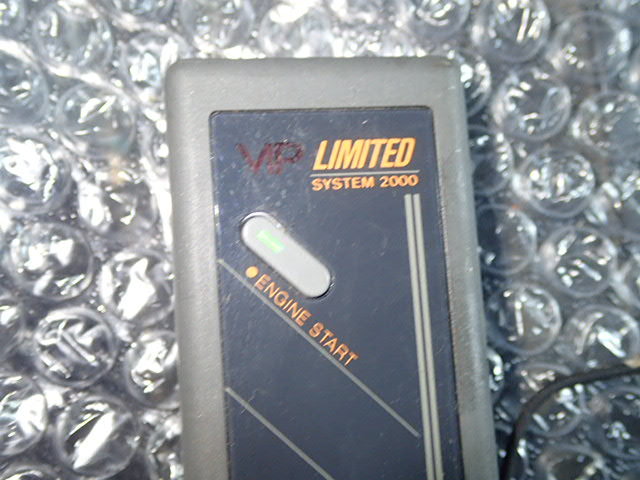 VIP LIMITED
SYSTEM 2000
ENGINE START